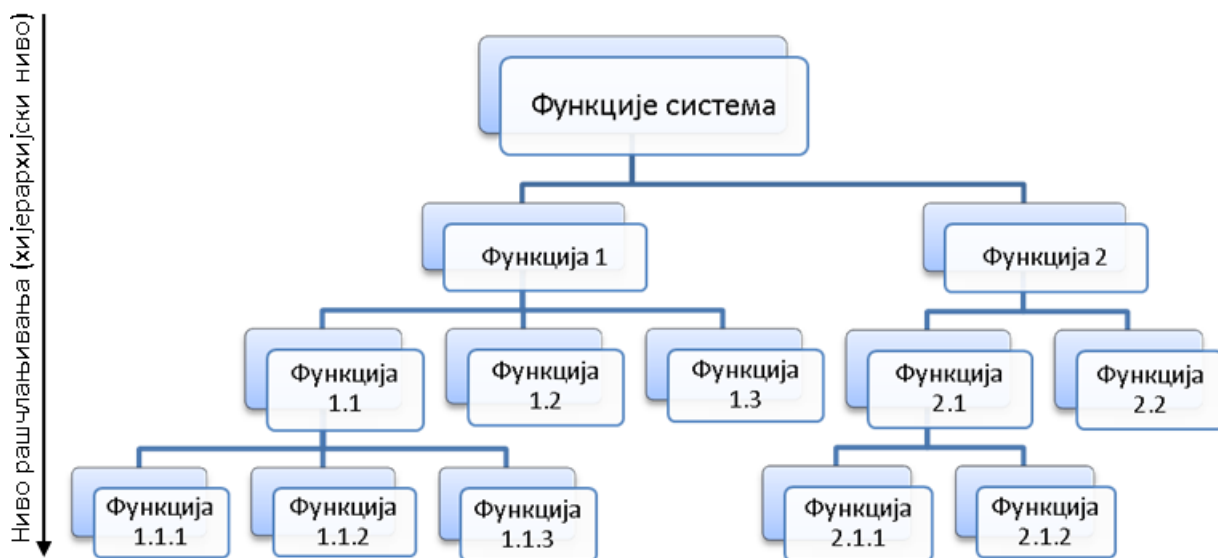 Ниво рашчлањивања (хијерархијски ниво)
Функције система
Функција 1
Функција 2
Функција
1.1
Функција
1.2
Функција
1.3
Функција
2.1
Функција
2.2
Функција
1.1.1
Функција
1.1.2
Функција
1.1.3
Функција
2.1.1
Функција
2.1.2